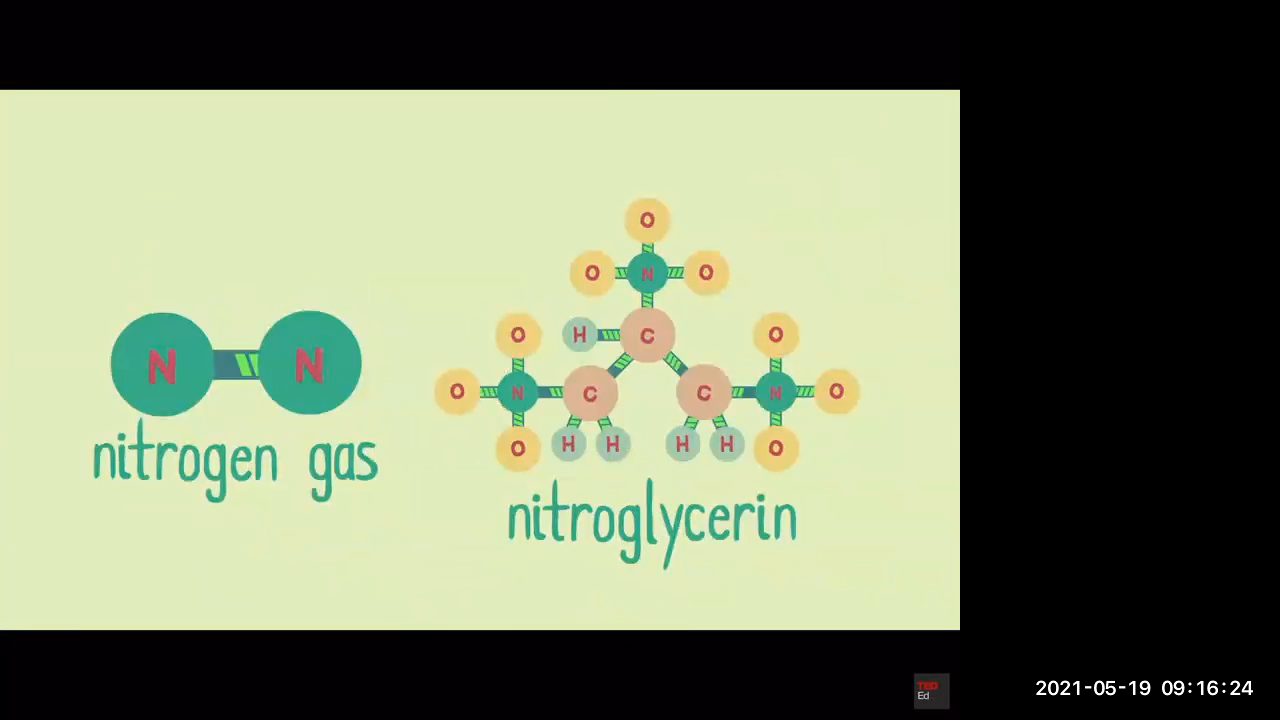 O
O N O
H C
O O
N N
O N C C N O
H H H H
O O
nitrogen gas
nitroglycerin
TED
Ed
2021-05-19 09:16:24